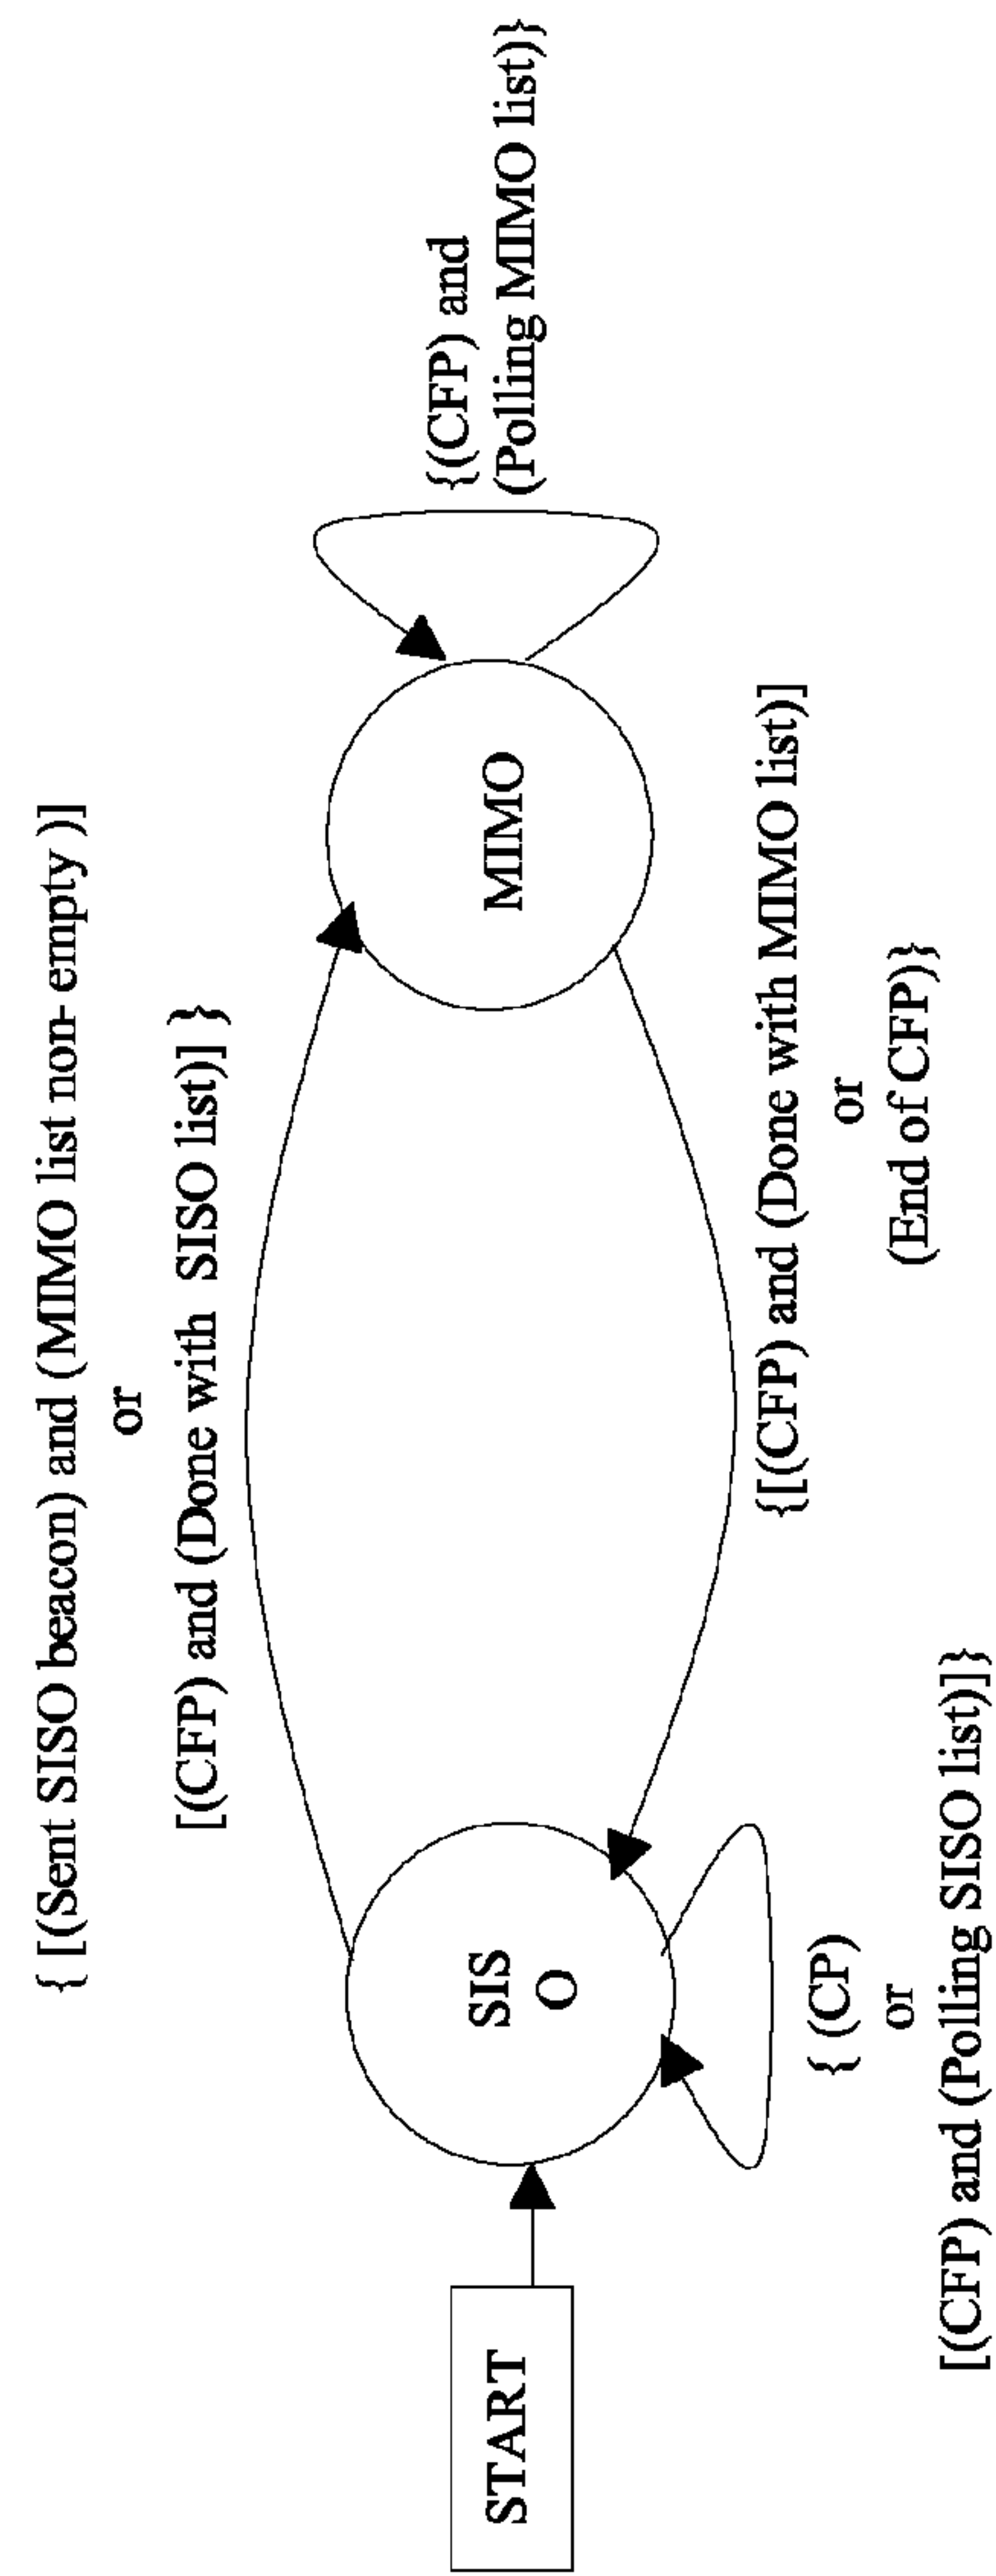 { [(Sent SISO beacon) and (MIMO list non- empty )]
or
[(CFP) and (Done with SISO list)] }
START
SIS
O
MIMO
{(CFP) and
(Polling MIMO list)}
{[(CFP) and (Done with MIMO list)]
or
(End of CFP)}
{ (CP)
or
[(CFP) and (Polling SISO list)]}